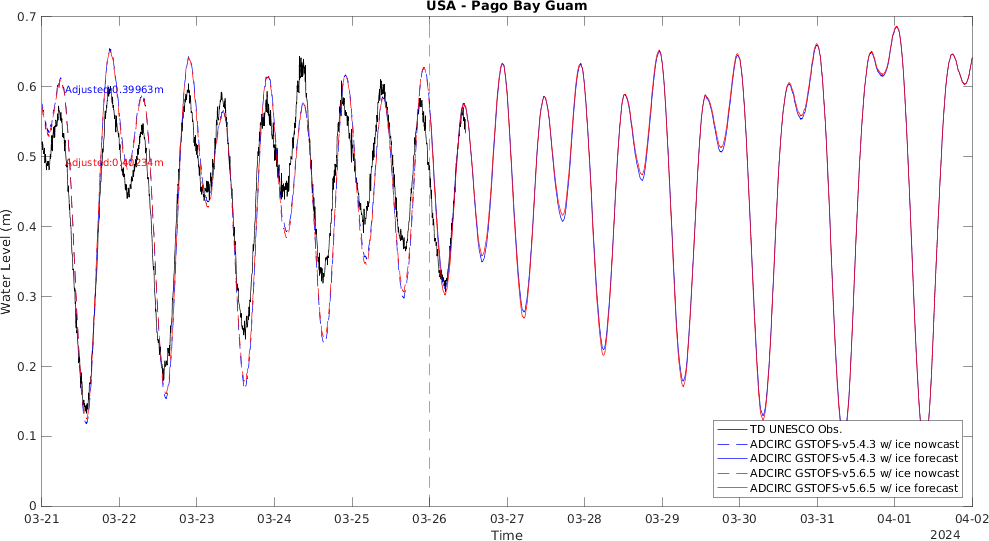 USA - Pago Bay Guam
0.7
0.6
0.5
0.4
0.3
0.2
0.1
0
Water Level (m)
Adjusted:0.39963m
Adjusted:0.40234m
TD UNESCO Obs.
ADCIRC GSTOFS-v5.4.3 w/ ice nowcast
ADCIRC GSTOFS-v5.4.3 w/ ice forecast
ADCIRC GSTOFS-v5.6.5 w/ ice nowcast
ADCIRC GSTOFS-v5.6.5 w/ ice forecast
03-21 03-22 03-23 03-24 03-25 03-26 03-27 03-28 03-29 03-30 03-31 04-01 04-02
Time
2024